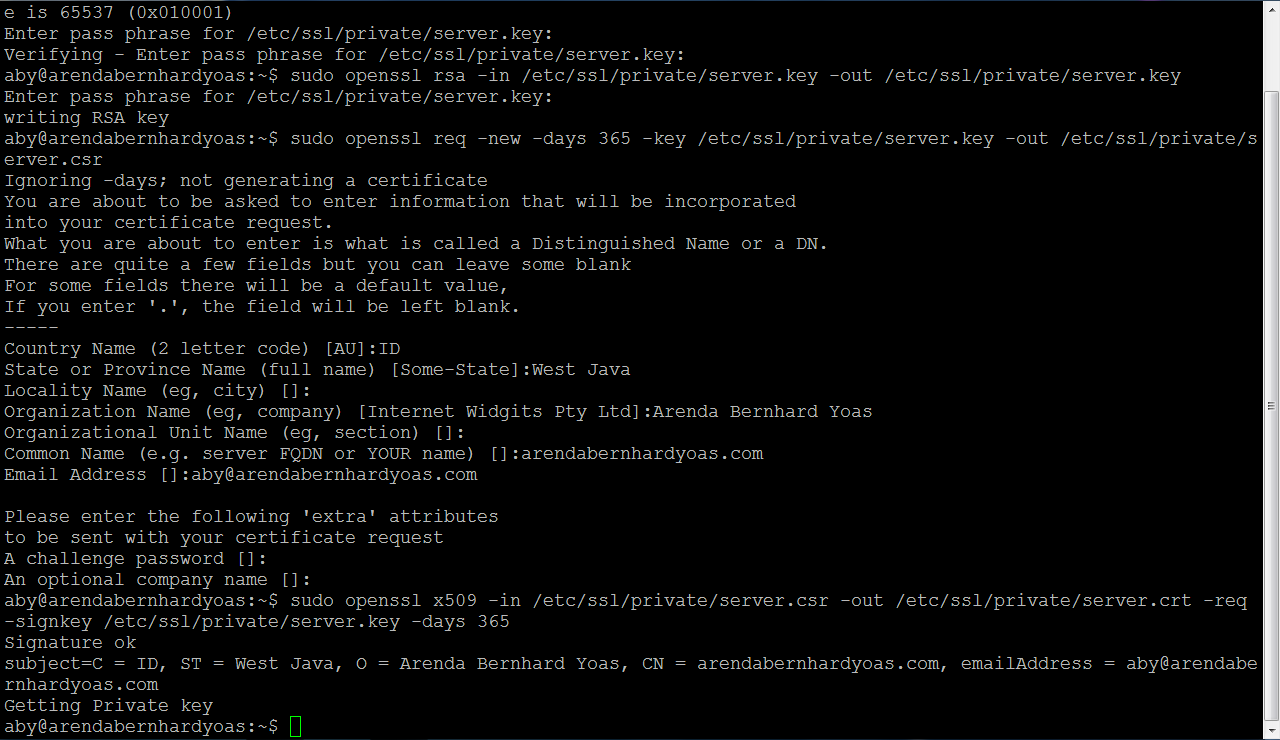 e is 65537 (0x010001)
Enter pass phrase for /etc/ssl/private/server.key:
Verifying - Enter pass phrase for /etc/ssl/private/server.key:
aby@arendabernhardyoas:~$ sudo openssl rsa -in /etc/ssl/private/server.key -out /etc/ssl/private/server.key
Enter pass phrase for /etc/ssl/private/server.key:
writing RSA key
aby@arendabernhardyoas:~$ sudo openssl req -new -days 365 -key /etc/ssl/private/server.key -out /etc/ssl/private/s
erver.csr
Ignoring -days; not generating a certificate
You are about to be asked to enter information that will be incorporated
into your certificate request.
What you are about to enter is what is called a Distinguished Name or a DN.
There are quite a few fields but you can leave some blank
For some fields there will be a default value,
If you enter '.', the field will be left blank.
-----
Country Name (2 letter code) [AU]:ID
State or Province Name (full name) [Some-State]:West Java
Locality Name (eg, city) []:
Organization Name (eg, company) [Internet Widgits Pty Ltd]:Arenda Bernhard Yoas
Organizational Unit Name (eg, section) []:
Common Name (e.g. server FQDN or YOUR name) []:arendabernhardyoas.com
Email Address []:aby@arendabernhardyoas.com

Please enter the following 'extra' attributes
to be sent with your certificate request
A challenge password []:
An optional company name []:
aby@arendabernhardyoas:~$ sudo openssl x509 -in /etc/ssl/private/server.csr -out /etc/ssl/private/server.crt -req
-signkey /etc/ssl/private/server.key -days 365
Signature ok
subject=C = ID, ST = West Java, O = Arenda Bernhard Yoas, CN = arendabernhardyoas.com, emailAddress = aby@arendabe
rnhardyoas.com
Getting Private key
aby@arendabernhardyoas:~$